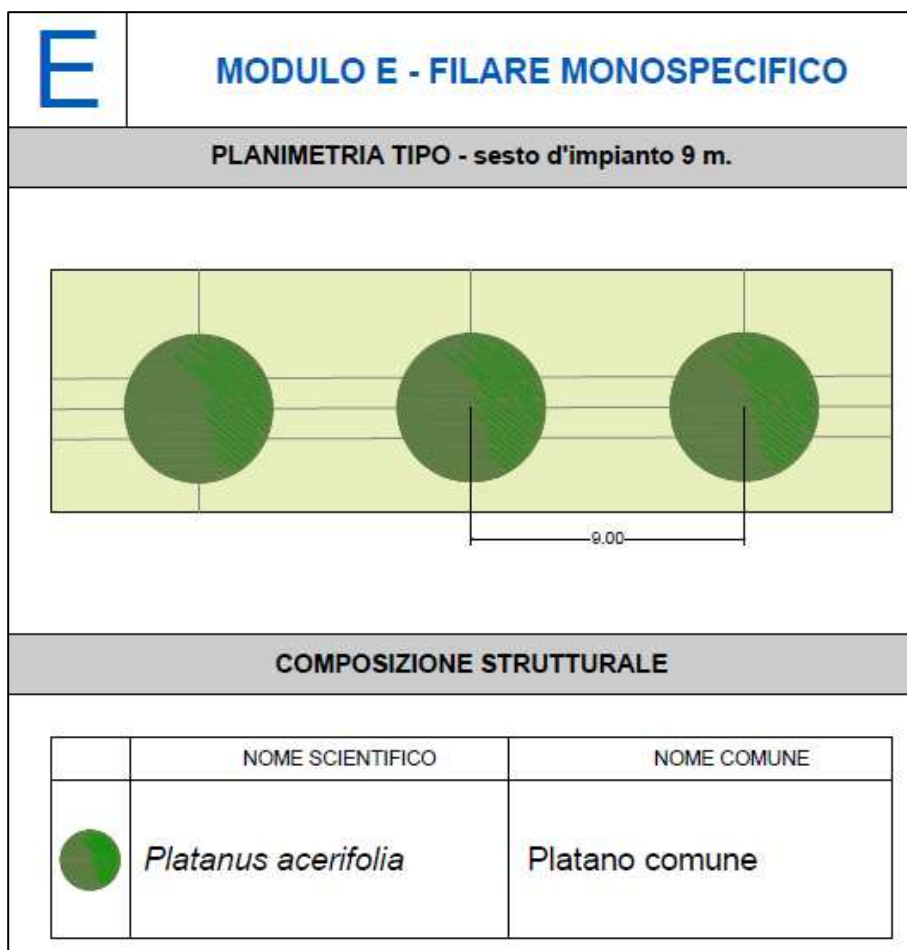 E
MODULO E - FILARE MONOSPECIFICO
PLANIMETRIA TIPO - sesto d'impianto 9 m.
9.00
COMPOSIZIONE STRUTTURALE
NOME SCIENTIFICO NOME COMUNE
Platanus acerifolia Platano comune